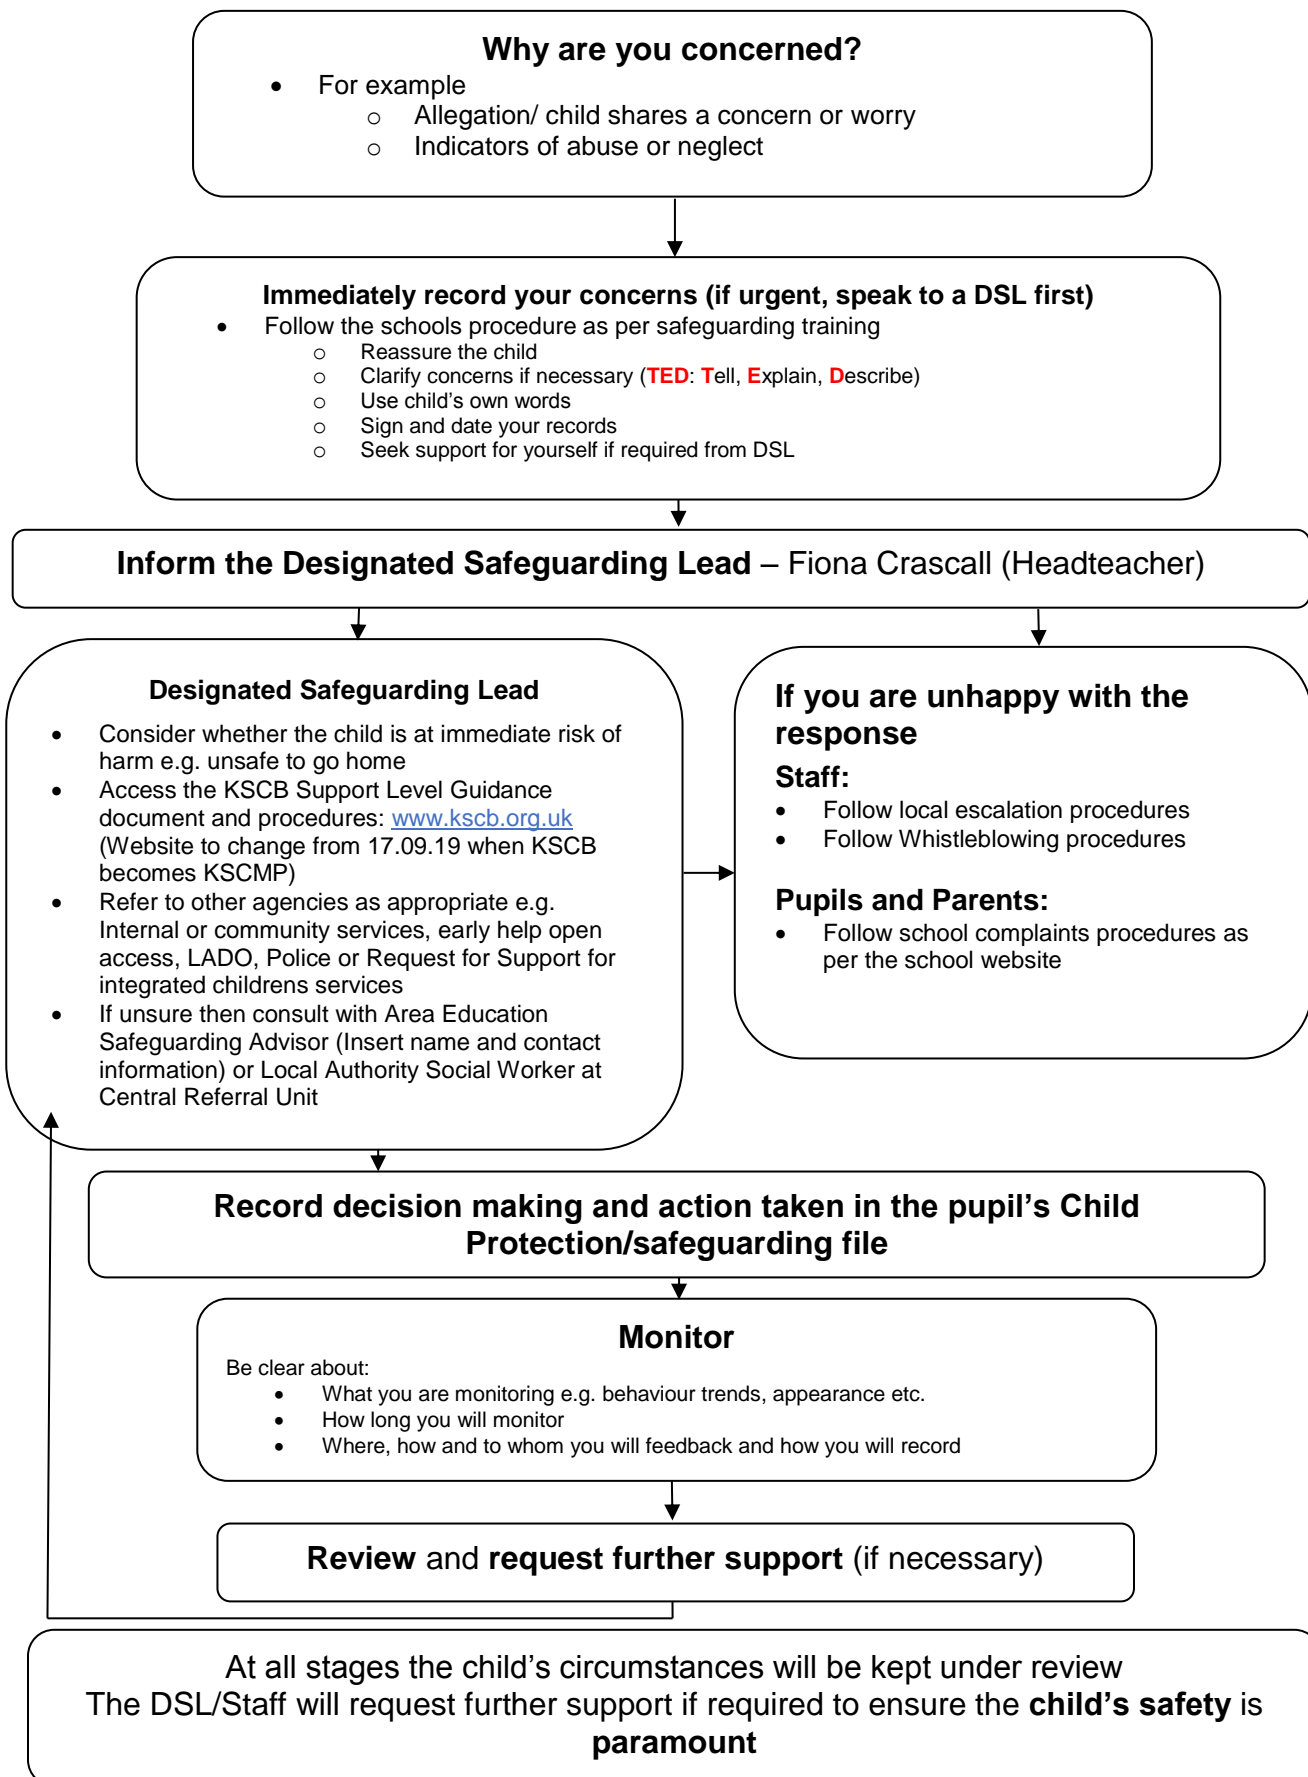 Why are you concerned?
• For example
o Allegation/ child shares a concern or worry
o Indicators of abuse or neglect
Immediately record your concerns (if urgent, speak to a DSL first)
• Follow the schools procedure as per safeguarding training
o Reassure the child
o Clarify concerns if necessary (TED: Tell, Explain, Describe)
o Use child’s own words
o Sign and date your records
o Seek support for yourself if required from DSL
Inform the Designated Safeguarding Lead – Fiona Crascall (Headteacher)
Designated Safeguarding Lead
• Consider whether the child is at immediate risk of
harm e.g. unsafe to go home
• Access the KSCB Support Level Guidance
document and procedures: www.kscb.org.uk
(Website to change from 17.09.19 when KSCB
becomes KSCMP)
• Refer to other agencies as appropriate e.g.
Internal or community services, early help open
access, LADO, Police or Request for Support for
integrated childrens services
• If unsure then consult with Area Education
Safeguarding Advisor (Insert name and contact
information) or Local Authority Social Worker at
Central Referral Unit
If you are unhappy with the
response
Staff:
• Follow local escalation procedures
• Follow Whistleblowing procedures
Pupils and Parents:
• Follow school complaints procedures as
per the school website
Record decision making and action taken in the pupil’s Child
Protection/safeguarding file
Monitor
Be clear about:
• What you are monitoring e.g. behaviour trends, appearance etc.
• How long you will monitor
• Where, how and to whom you will feedback and how you will record
Review and request further support (if necessary)
At all stages the child’s circumstances will be kept under review
The DSL/Staff will request further support if required to ensure the child’s safety is
paramount